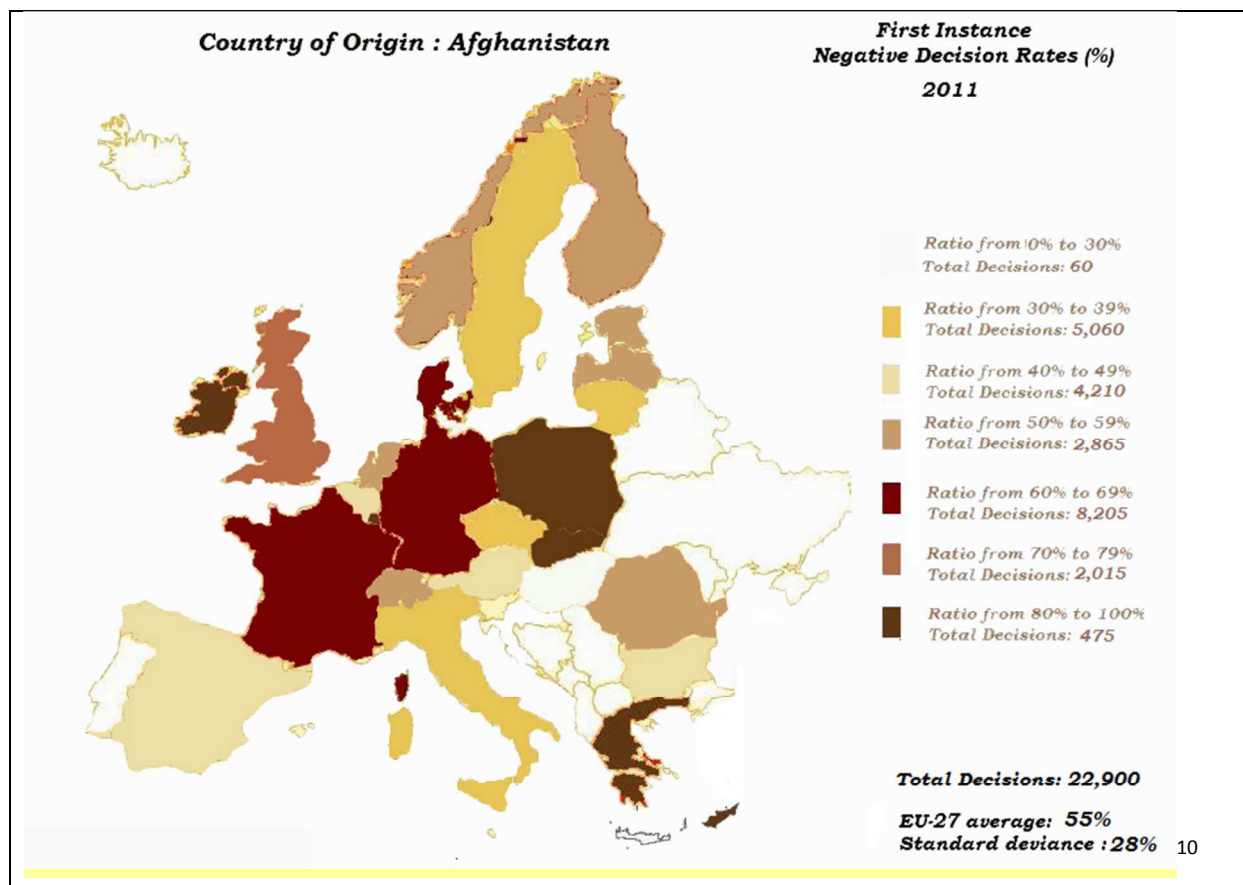 Country of Origin : Afghanistan
First Instance
Negative Decision Rates (%)
2011
Ratio from 0% to 30%
Total Decisions: 60
Ratio from 30% to 39%
Total Decisions: 5,060
Ratio from 40% to 49%
Total Decisions: 4,210
Ratio from 50% to 59%
Total Decisions: 2,865
Ratio from 60% to 69%
Total Decisions: 8,205
Ratio from 70% to 79%
Total Decisions: 2,015
Ratio from 80% to 100%
Total Decisions: 475
Total Decisions: 22,900
EU-27 average: 55%
Standard deviance : 28%
10